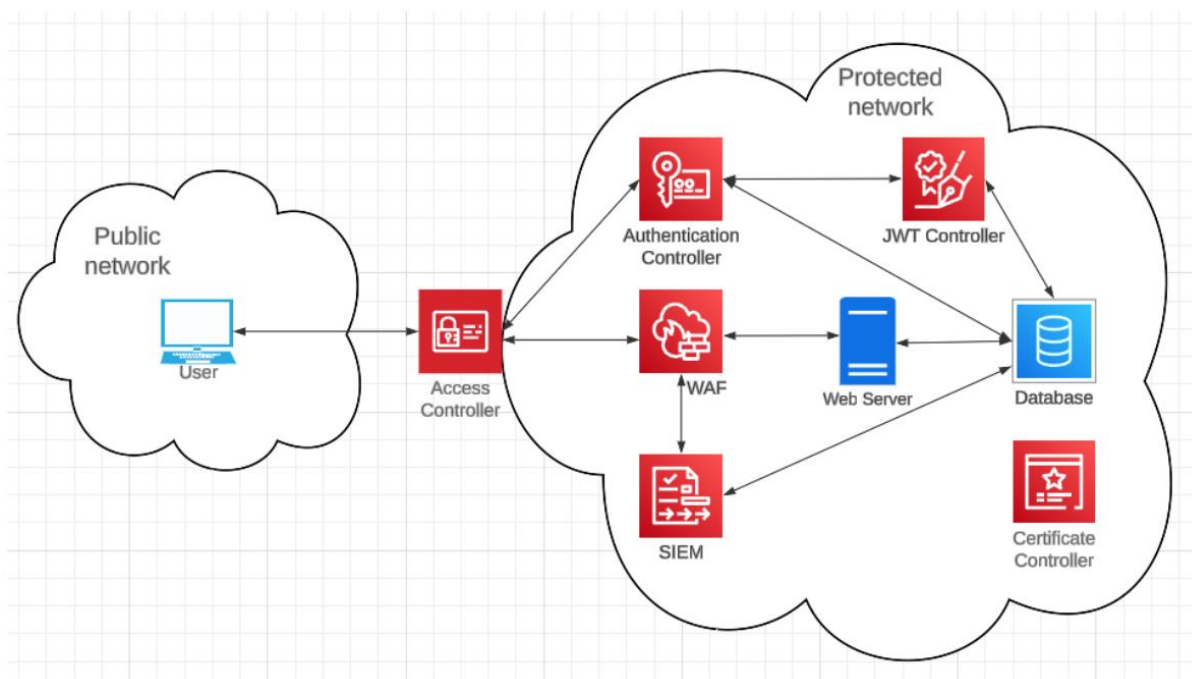 Public
network
User
Access
Controller
Protected
network
Authentication
Controller
JWT Controller
WAF
Web Server
Database
SIEM
Certificate
Controller